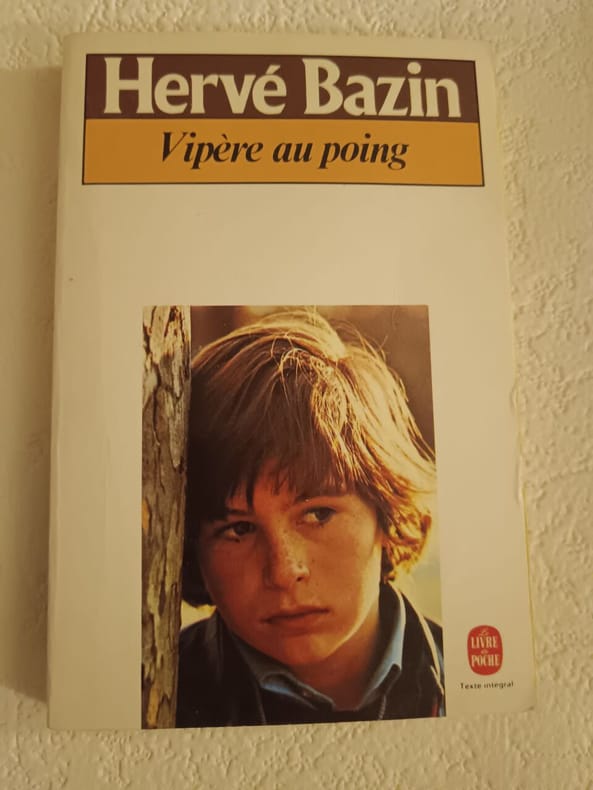 Hervé Bazin
Vipère au poing
Le
LIVRE
de
POCHE
Texte intégral